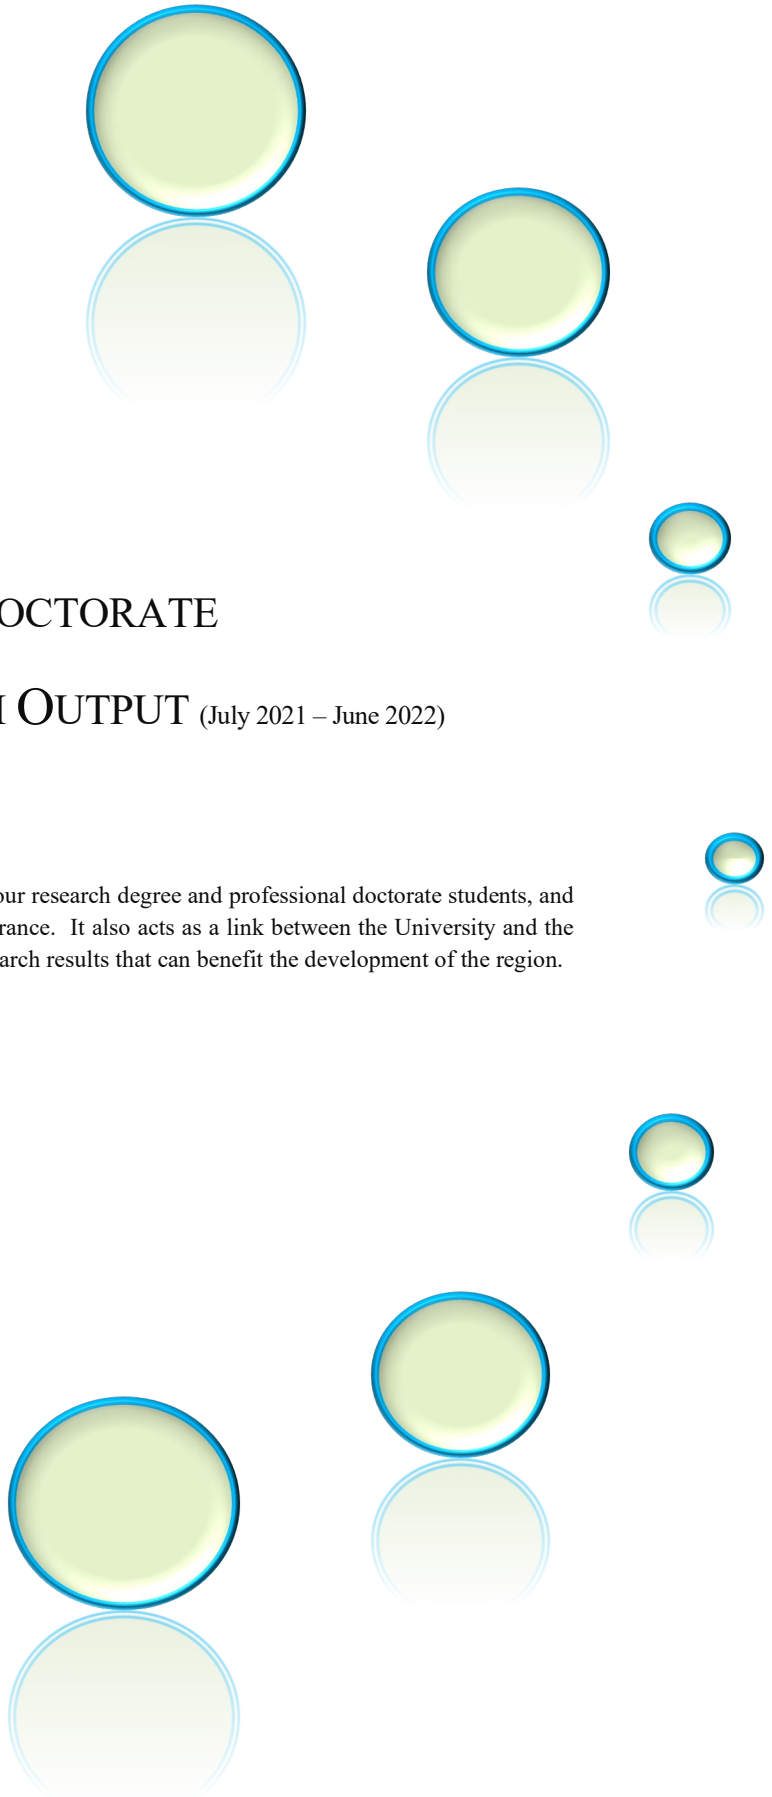 OCTORATE
OUTPUT (July 2021 – June 2022)
our research degree and professional doctorate students, and
rance. It also acts as a link between the University and the
arch results that can benefit the development of the region.